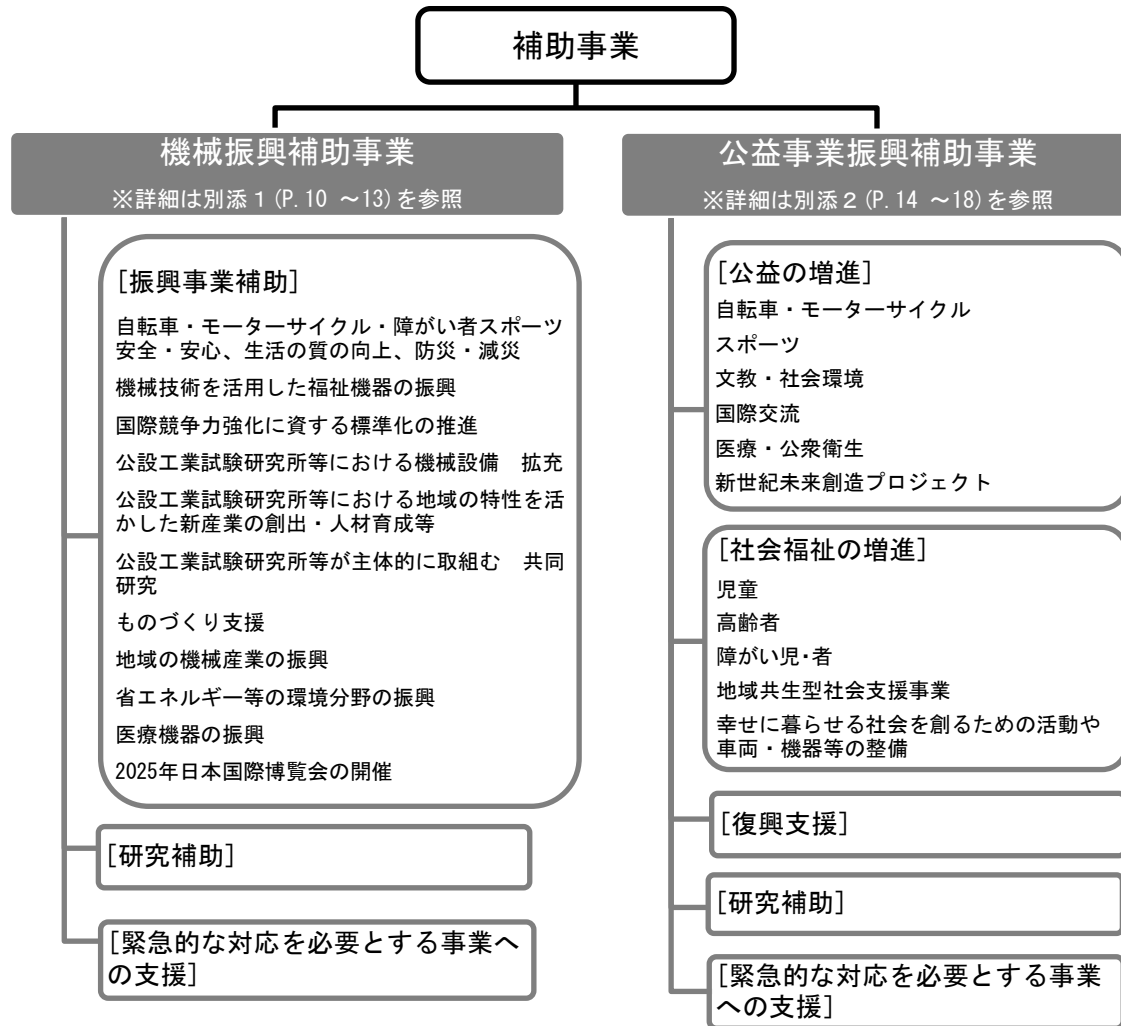 補助事業
機械振興補助事業
※詳細は別添1(P.10 ～13)を参照
[振興事業補助]
自転車・モーターサイクル・障がい者スポーツ
安全・安心、生活の質の向上、防災・減災
機械技術を活用した福祉機器の振興
国際競争力強化に資する標準化の推進
公設工業試験研究所等における機械設備　拡充
公設工業試験研究所等における地域の特性を活
かした新産業の創出・人材育成等
公設工業試験研究所等が主体的に取組む　共同
研究
ものづくり支援
地域の機械産業の振興
省エネルギー等の環境分野の振興
医療機器の振興
2025年日本国際博覧会の開催
[研究補助]
[緊急的な対応を必要とする事業へ
の支援]
公益事業振興補助事業
※詳細は別添2(P.14 ～18)を参照
[公益の増進]
自転車・モーターサイクル
スポーツ
文教・社会環境
国際交流
医療・公衆衛生
新世紀未来創造プロジェクト
[社会福祉の増進]
児童
高齢者
障がい児・者
地域共生型社会支援事業
幸せに暮らせる社会を創るための活動や
車両・機器等の整備
[復興支援]
[研究補助]
[緊急的な対応を必要とする事業
への支援]